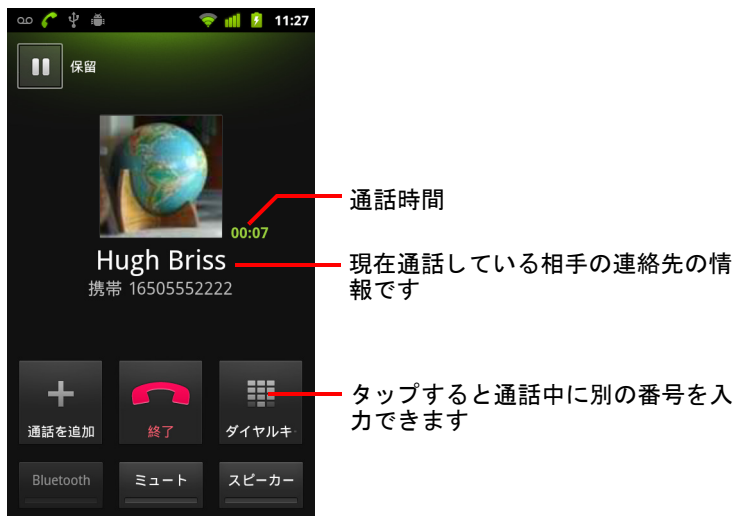 11:27
保留
00:07
Hugh Briss
携帯 16505552222
通話を追加
終了
ダイヤルキ
Bluetooth
ミュート
スピーカー
通話時間
現在通話している相手の連絡先の情
報です
タップすると通話中に別の番号を入
力できます